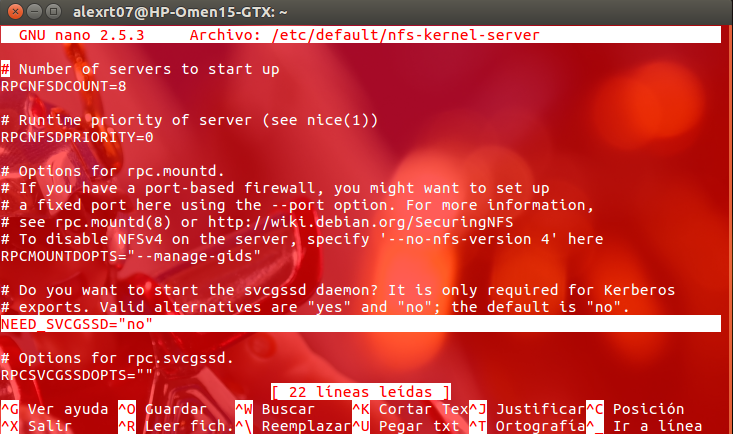 alexrt07@HP-Omen15-GTX: ~
GNU nano 2.5.3 Archivo: /etc/default/nfs-kernel-server
# Number of servers to start up
RPCNFSDCOUNT=8
# Runtime priority of server (see nice(1))
RPCNFSDPRIORITY=0
# Options for rpc.mountd.
# If you have a port-based firewall, you might want to set up
# a fixed port here using the --port option. For more information,
# see rpc.mountd(8) or http://wiki.debian.org/SecuringNFS
# To disable NFSv4 on the server, specify '--no-nfs-version 4' here
RPCMOUNTDOPTS="--manage-gids"
# Do you want to start the svcgssd daemon? It is only required for Kerberos
# exports. Valid alternatives are "yes" and "no"; the default is "no".
NEED_SVCGSSD="no"
# Options for rpc.svcgssd.
RPCSVCGSSDOPTS=""
[ 22 líneas leídas ]
^G Ver ayuda ^O Guardar ^W Buscar ^K Cortar Tex ^J Justificar ^C Posición
^X Salir ^R Leer fich. ^\ Reemplazar ^U Pegar txt ^T Ortografía ^_ Ir a línea